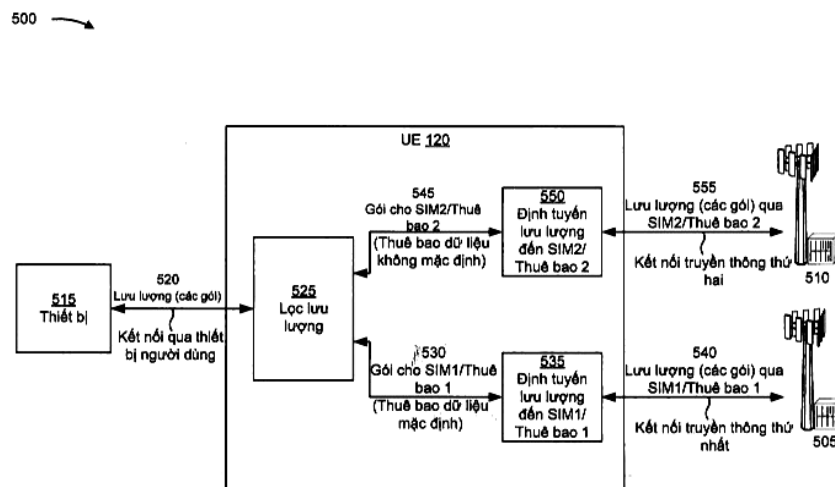 500
UE 120
545
Gói cho SIM2/Thuê
bao 2
(Thuê bao dữ liệu
không mặc định)
550
Định tuyến
lưu lượng
đến SIM2/
Thuê bao 2
555
Lưu lượng (các gói) qua
SIM2/Thuê bao 2
Kết nối truyền thông thứ
hai
510
515
Thiết bị
520
Lưu lượng (các gói)
Kết nối qua thiết
bị người dùng
525
Lọc lưu
lượng
530
Gói cho SIM1/Thuê
bao 1
(Thuê bao dữ liệu
mặc định)
535
Định tuyến
lưu lượng
đến SIM1/
Thuê bao 1
540
Lưu lượng (các gói) qua
SIM1/Thuê bao 1
Kết nối truyền thông thứ
nhất
505